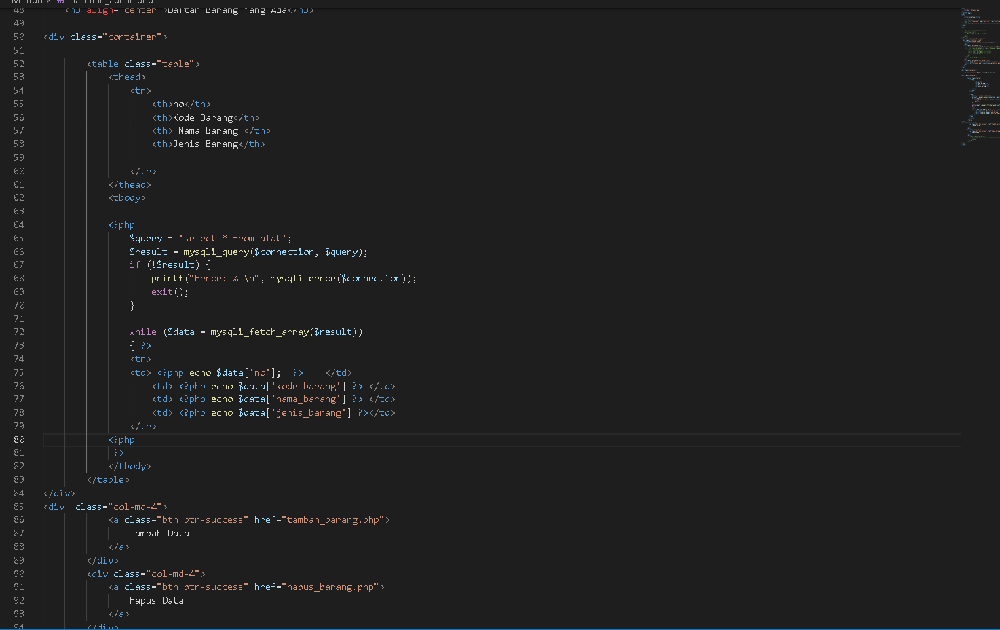 halaman_admin.php
48 <h3 align="center">Daftar Barang Yang Ada</h3>
49
50 <div class="container">
51
52 <table class="table">
53 <thead>
54 <tr>
55 <th>no</th>
56 <th>Kode Barang</th>
57 <th> Nama Barang </th>
58 <th>Jenis Barang</th>
59
60 </tr>
61 </thead>
62 <tbody>
63
64 <?php
65 $query = 'select * from alat';
66 $result = mysqli_query($connection, $query);
67 if (!$result) {
68 printf("Error: %s\n", mysqli_error($connection));
69 exit();
70 }
71
72 while ($data = mysqli_fetch_array($result))
73 { ?>
74 <tr>
75 <td> <?php echo $data['no'];  ?>    </td>
76 <td> <?php echo $data['kode_barang'] ?> </td>
77 <td> <?php echo $data['nama_barang'] ?> </td>
78 <td> <?php echo $data['jenis_barang'] ?></td>
79 </tr>
80 <?php
81 ?>
82 </tbody>
83 </table>
84 </div>
85 <div  class="col-md-4">
86 <a class="btn btn-success" href="tambah_barang.php">
87 Tambah Data
88 </a>
89 </div>
90 <div class="col-md-4">
91 <a class="btn btn-success" href="hapus_barang.php">
92 Hapus Data
93 </a>
94 </div>